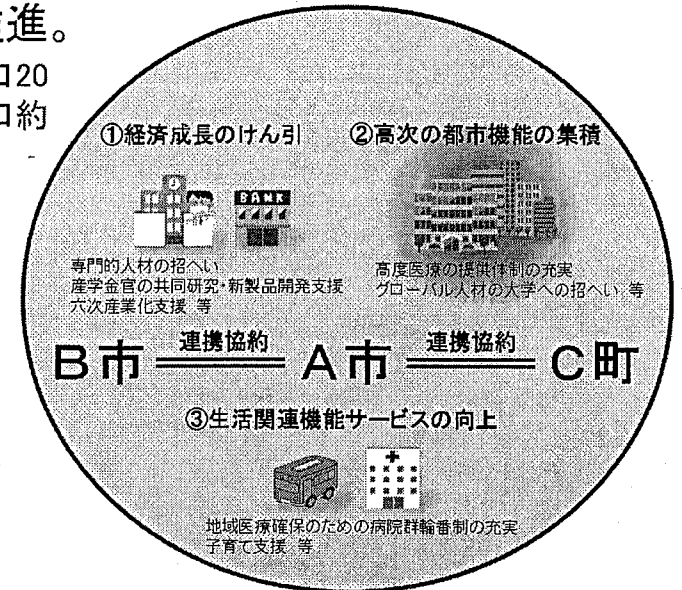 進。
口20
口約
①経済成長のけん引
②高次の都市機能の集積
BANK
専門的人材の招へい
産学金官の共同研究・新製品開発支援
六次産業化支援 等
高度医療の提供体制の充実
グローバル人材の大学への招へい 等
B市 連携協約 A市 連携協約 C町
③生活関連機能サービスの向上
地域医療確保のための病院群輪番制の充実
子育て支援 等